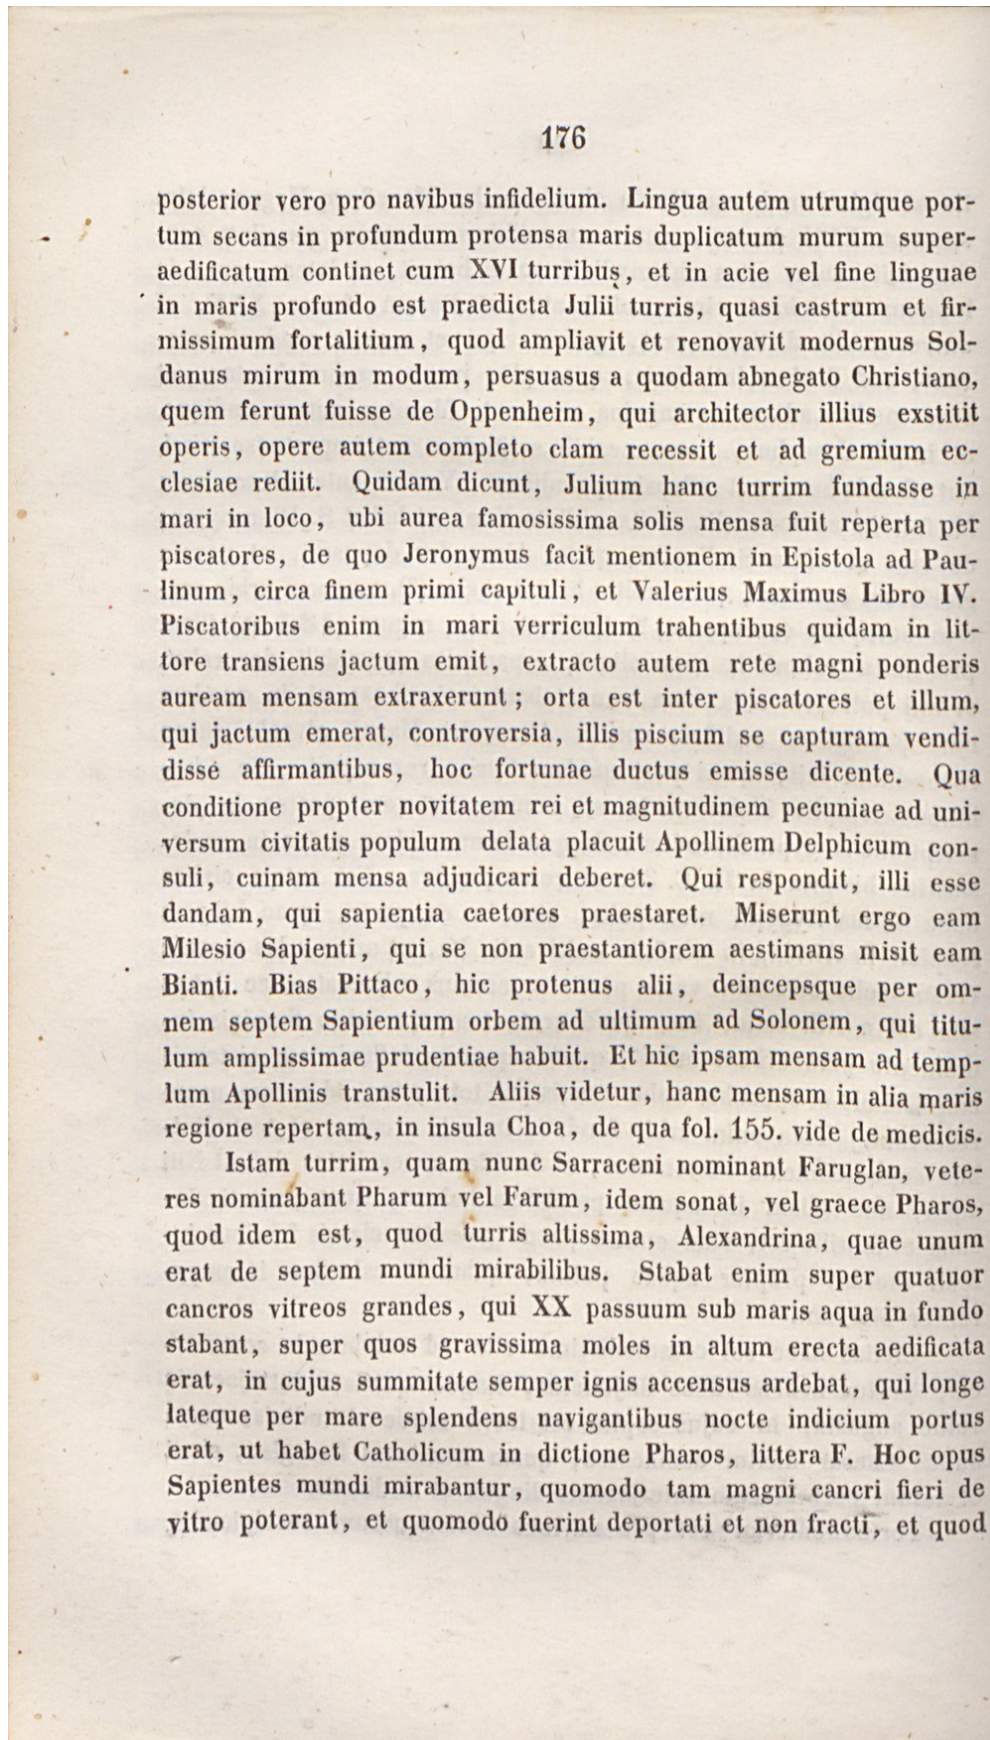 176
posterior vero pro navibus infidelium. Lingua autem utrumque por-
tum secans in profundum protensa maris duplicatum murum super-
aedificatum continet cum XVI turribus, et in acie vel fine linguae
in maris profundo est praedicta Julii turris, quasi castrum et fir-
missimum fortalitium, quod ampliavit et renovavit modernus Sol-
danus mirum in modum, persuasus a quodam abnegato Christiano,
quem ferunt fuisse de Oppenheim, qui architector illius exstitit
operis, opere autem completo clam recessit et ad gremium ec-
clesiae rediit. Quidam dicunt, Julium hanc turrim fundasse in
mari in loco, ubi aurea famosissima solis mensa fuit reperta per
piscatores, de quo Jeronymus facit mentionem in Epistola ad Pau-
linum, circa finem primi capituli, et Valerius Maximus Libro IV.
Piscatoribus enim in mari verriculum trahentibus quidam in lit-
tore transiens jactum emit, extracto autem rete magni ponderis
auream mensam extraxerunt; orta est inter piscatores et illum,
qui jactum emerat, controversia, illis piscium se capturam vendi-
disse affirmantibus, hoc fortunae ductus emisse dicente. Qua
conditione propter novitatem rei et magnitudinem pecuniae ad uni-
versum civitatis populum delata placuit Apollinem Delphicum con-
suli, cuinam mensa adjudicari deberet. Qui respondit, illi esse
dandam, qui sapientia caetores praestaret. Miserunt ergo eam
Milesio Sapienti, qui se non praestantiorem aestimans misit eam
Bianti. Bias Pittaco, hic protenus alii, deincepsque per om-
nem septem Sapientium orbem ad ultimum ad Solonem, qui titu-
lum amplissimae prudentiae habuit. Et hic ipsam mensam ad temp-
lum Apollinis transtulit. Aliis videtur, hanc mensam in alia maris
regione repertam, in insula Choa, de qua fol. 155. vide de medicis.
Istam turrim, quam nunc Sarraceni nominant Faruglan, vete-
res nominabant Pharum vel Farum, idem sonat, vel graece Pharos,
quod idem est, quod turris altissima, Alexandrina, quae unum
erat de septem mundi mirabilibus. Stabat enim super quatuor
cancros vitreos grandes, qui XX passuum sub maris aqua in fundo
stabant, super quos gravissima moles in altum erecta aedificata
erat, in cujus summitate semper ignis accensus ardebat, qui longe
lateque per mare splendens navigantibus nocte indicium portus
erat, ut habet Catholicum in dictione Pharos, littera F. Hoc opus
Sapientes mundi mirabantur, quomodo tam magni cancri fieri de
vitro poterant, et quomodo fuerint deportati et non fracti, et quod